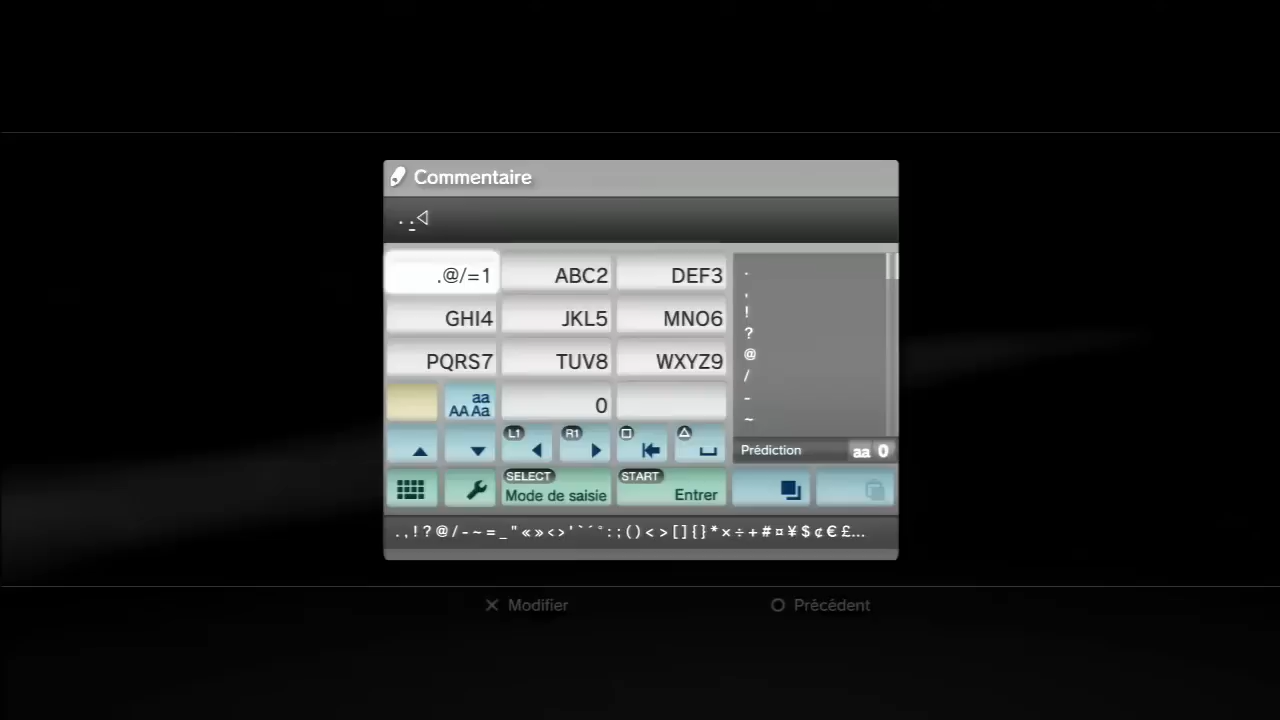 Commentaire
. .
.@/=1 ABC2 DEF3
GHI4 JKL5 MNO6
PQRS7 TUV8 WXYZ9
aa
AA Aa
0
L1 R1
SELECT
Mode de saisie
START
Entrer
.
,
!
?
@
/
-
~
Prédiction aa 0
. , ! ? @ / - ~ = _ " « » < > ' ` ´ ¨ : ; ( ) < > [ ] { } * × ÷ + # ¤ ¥ $ ¢ € £...
X Modifier O Précédent